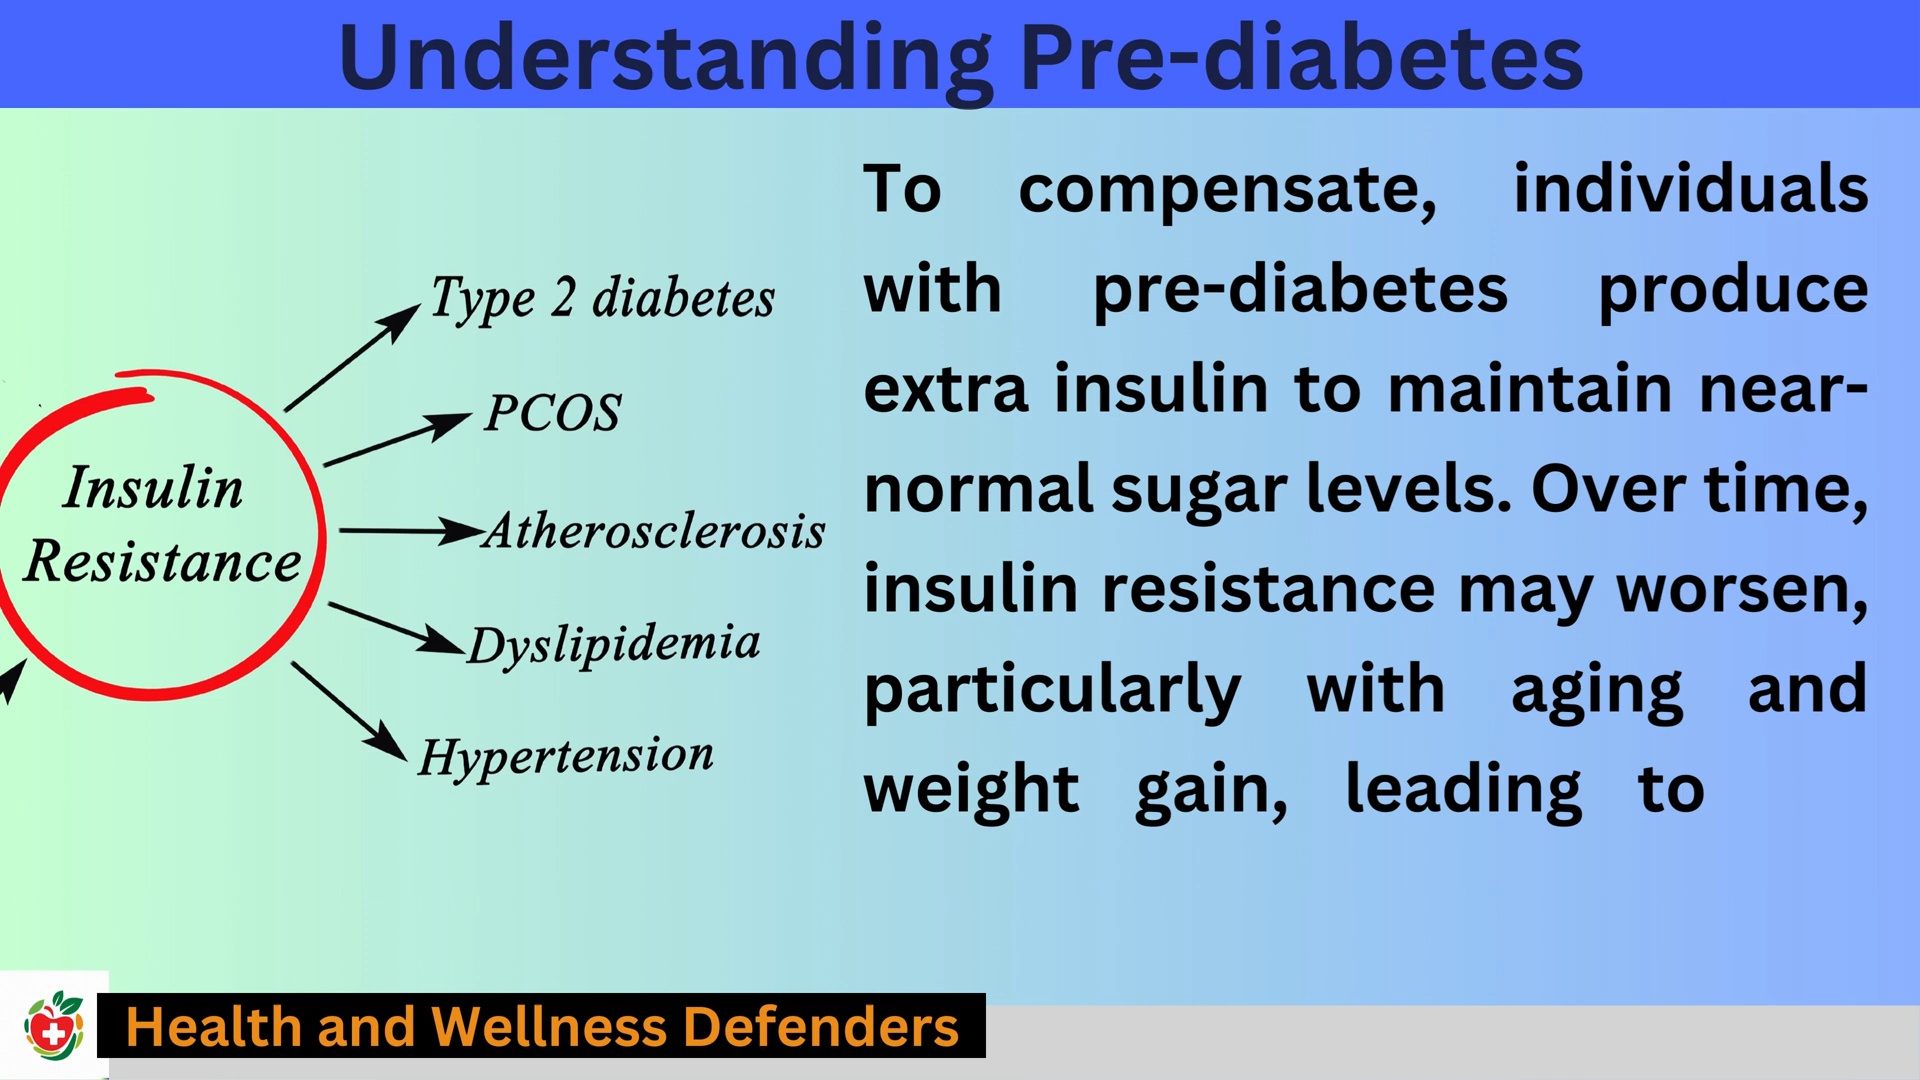 Understanding Pre-diabetes
Type 2 diabetes
PCOS
Insulin
Resistance
Atherosclerosis
Dyslipidemia
Hypertension
To compensate, individuals
with pre-diabetes produce
extra insulin to maintain near-
normal sugar levels. Over time,
insulin resistance may worsen,
particularly with aging and
weight gain, leading to
Health and Wellness Defenders